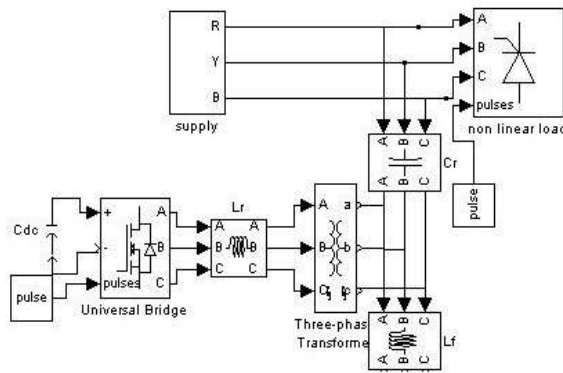 R
Y
B
supply
A
B
C
pulses
non linear load
A B C
A B C
Cr
pulse
Cdc
+
-
pulses
A
B
C
Universal Bridge
pulse
Lr
A A
B B
C C
A a
B b
C
Three-phas
Transforme
A B C
Lf